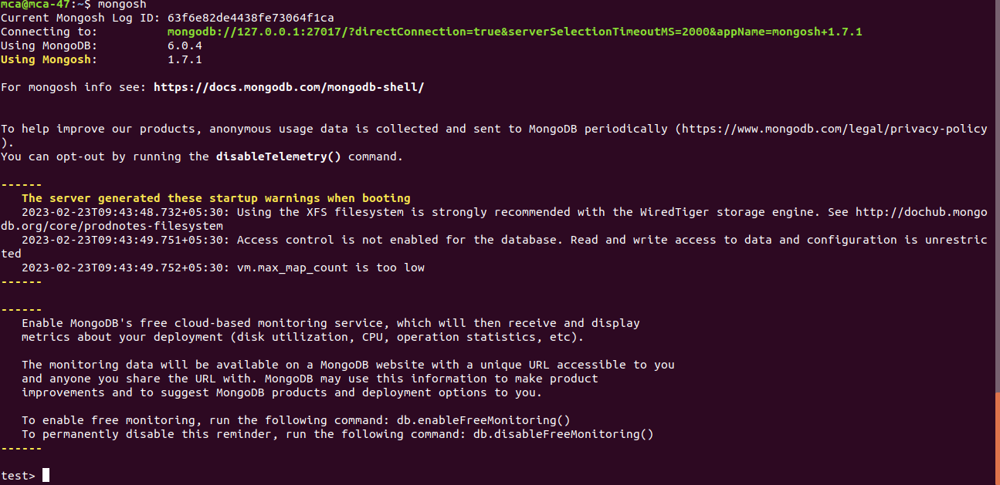 mca@mca-47:~$ mongosh
Current Mongosh Log ID: 63f6e82de4438fe73064f1ca
Connecting to:          mongodb://127.0.0.1:27017/?directConnection=true&serverSelectionTimeoutMS=2000&appName=mongosh+1.7.1
Using MongoDB:          6.0.4
Using Mongosh:          1.7.1
For mongosh info see: https://docs.mongodb.com/mongodb-shell/
To help improve our products, anonymous usage data is collected and sent to MongoDB periodically (https://www.mongodb.com/legal/privacy-policy
).
You can opt-out by running the disableTelemetry() command.
------
   The server generated these startup warnings when booting
   2023-02-23T09:43:48.732+05:30: Using the XFS filesystem is strongly recommended with the WiredTiger storage engine. See http://dochub.mongo
db.org/core/prodnotes-filesystem
   2023-02-23T09:43:49.751+05:30: Access control is not enabled for the database. Read and write access to data and configuration is unrestric
ted
   2023-02-23T09:43:49.752+05:30: vm.max_map_count is too low
------
------
   Enable MongoDB's free cloud-based monitoring service, which will then receive and display
   metrics about your deployment (disk utilization, CPU, operation statistics, etc).
   The monitoring data will be available on a MongoDB website with a unique URL accessible to you
   and anyone you share the URL with. MongoDB may use this information to make product
   improvements and to suggest MongoDB products and deployment options to you.
   To enable free monitoring, run the following command: db.enableFreeMonitoring()
   To permanently disable this reminder, run the following command: db.disableFreeMonitoring()
------
test>